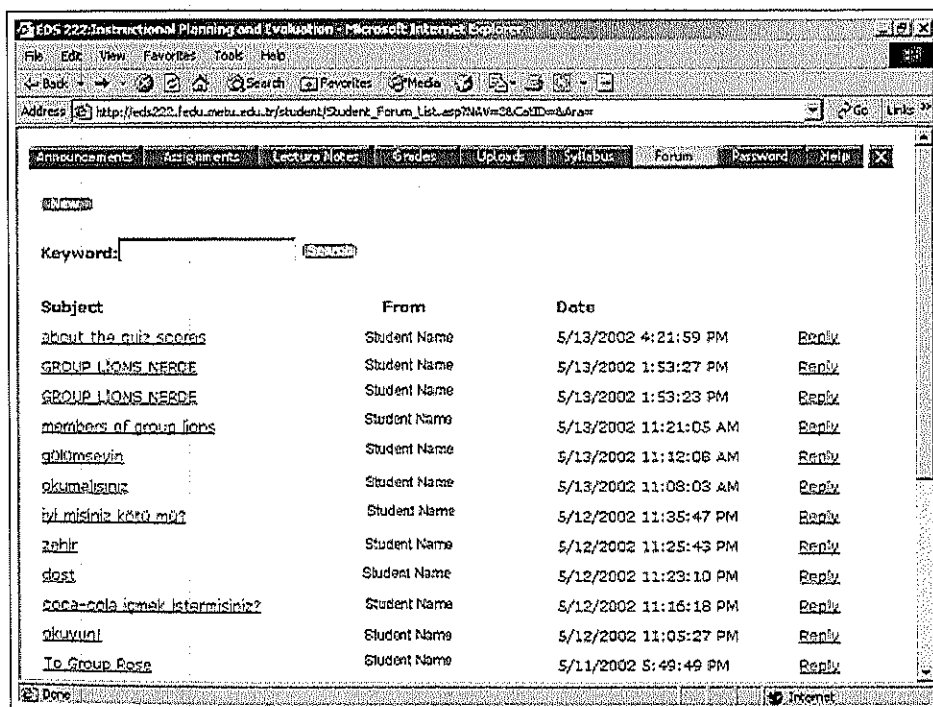 EDS 222:Instructional Planning and Evaluation - Microsoft Internet Explorer
File Edit View Favorites Tools Help
Back Search Favorites Media
Address http://eds222.fedu.metu.edu.tr/student/Student_Forum_List.asp?NAV=3&CatID=&Ara= Go Links »
Announcements Assignments Lecture Notes Grades Uploads Syllabus Forum Password Help X
New
Keyword: Search
Subject From Date
about the quiz scores Student Name 5/13/2002 4:21:59 PM Reply
GROUP LİONS NERDE Student Name 5/13/2002 1:53:27 PM Reply
GROUP LİONS NERDE Student Name 5/13/2002 1:53:23 PM Reply
members of group lions Student Name 5/13/2002 11:21:05 AM Reply
gülümseyin Student Name 5/13/2002 11:12:08 AM Reply
okumalısınız Student Name 5/13/2002 11:08:03 AM Reply
iyi misiniz kötü mü? Student Name 5/12/2002 11:35:47 PM Reply
zehir Student Name 5/12/2002 11:25:43 PM Reply
dost Student Name 5/12/2002 11:23:10 PM Reply
coca-cola içmek istermisiniz? Student Name 5/12/2002 11:16:18 PM Reply
okuyun! Student Name 5/12/2002 11:05:27 PM Reply
To Group Rose Student Name 5/11/2002 5:49:49 PM Reply
Done Internet